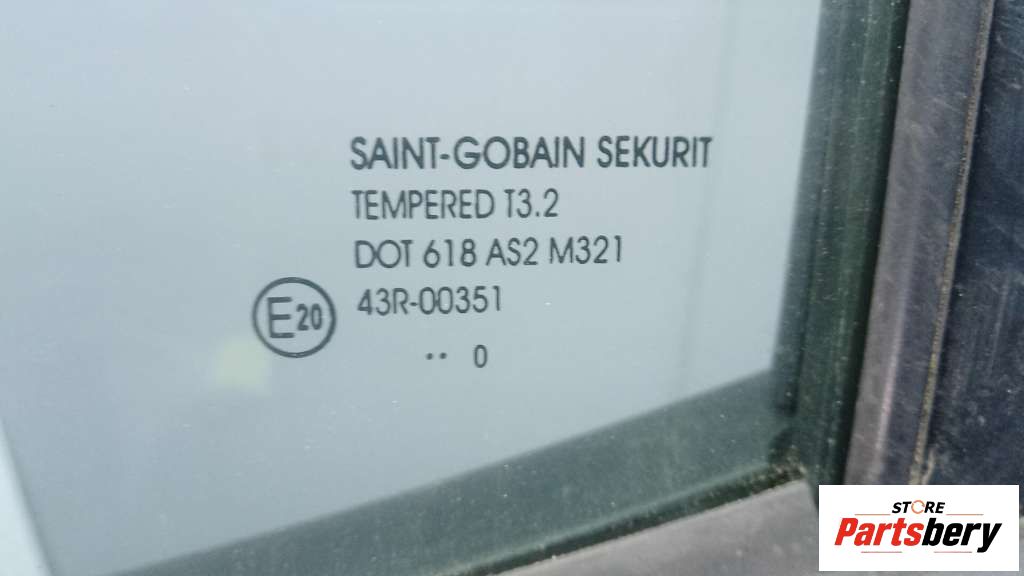 SAINT-GOBAIN SEKURIT
TEMPERED T3.2
DOT 618 AS2 M321
43R-00351
E20
·· 0
STORE
Partsbery